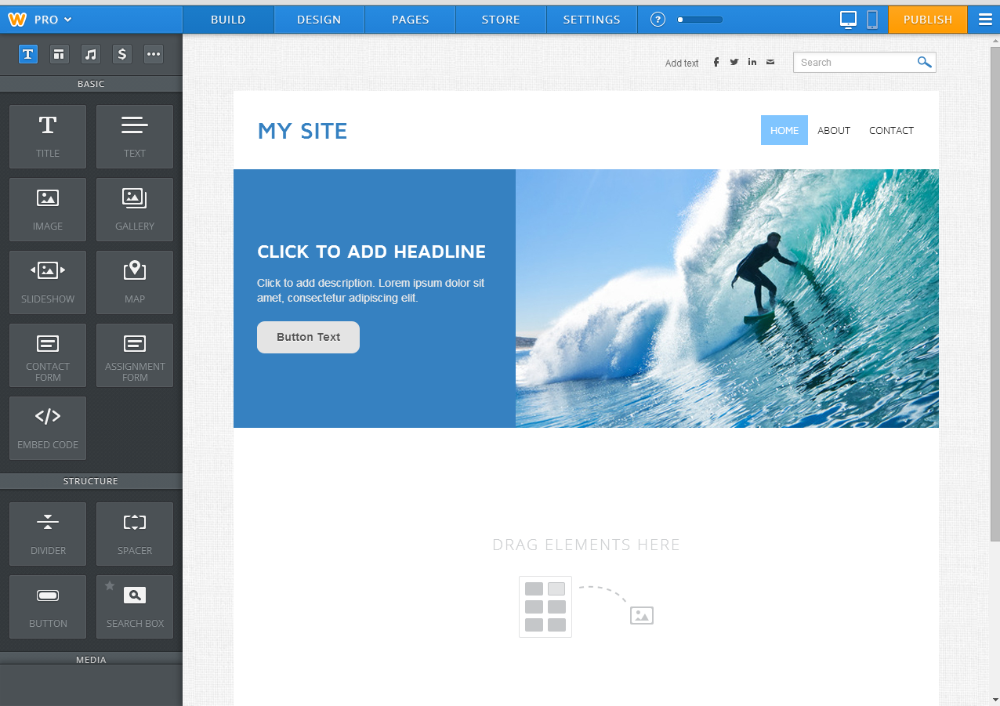 PRO
BUILD
DESIGN
PAGES
STORE
SETTINGS
?
PUBLISH
T
$
BASIC
T
TITLE
TEXT
IMAGE
GALLERY
SLIDESHOW
MAP
CONTACT
FORM
ASSIGNMENT
FORM
</>
EMBED CODE
STRUCTURE
DIVIDER
SPACER
BUTTON
SEARCH BOX
MEDIA
Add text
Search
MY SITE
HOME
ABOUT
CONTACT
CLICK TO ADD HEADLINE
Click to add description. Lorem ipsum dolor sit
amet, consectetur adipiscing elit.
Button Text
DRAG ELEMENTS HERE